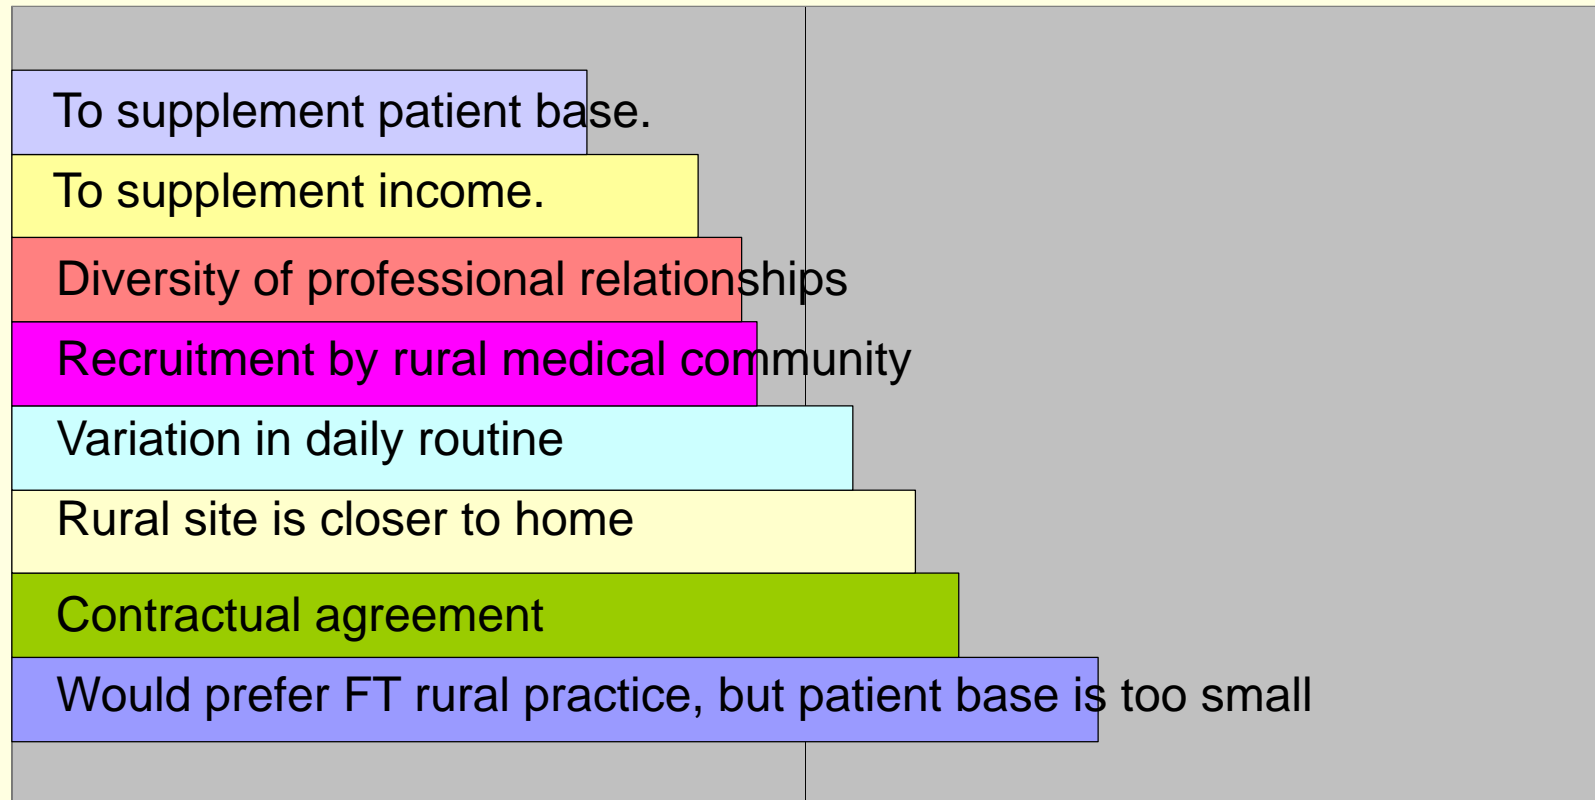 To supplement patient base.
To supplement income.
Diversity of professional relationships
Recruitment by rural medical community
Variation in daily routine
Rural site is closer to home
Contractual agreement
Would prefer FT rural practice, but patient base is too small